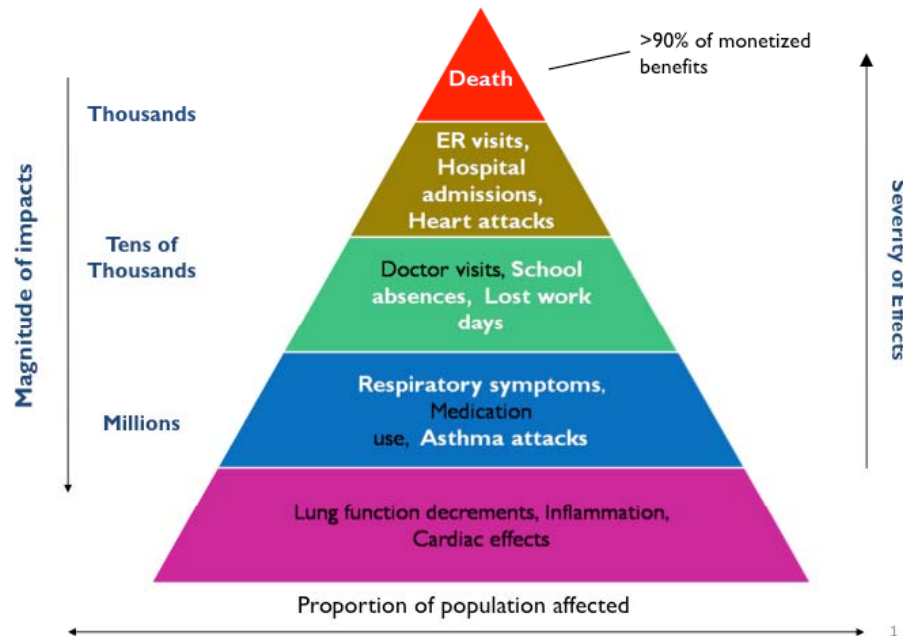 >90% of monetized
benefits
Death
Thousands
ER visits,
Hospital
admissions,
Heart attacks
Magnitude of impacts
Severity of Effects
Tens of
Thousands
Doctor visits, School
absences, Lost work
days
Respiratory symptoms,
Medication
use, Asthma attacks
Millions
Lung function decrements, Inflammation,
Cardiac effects
Proportion of population affected
1